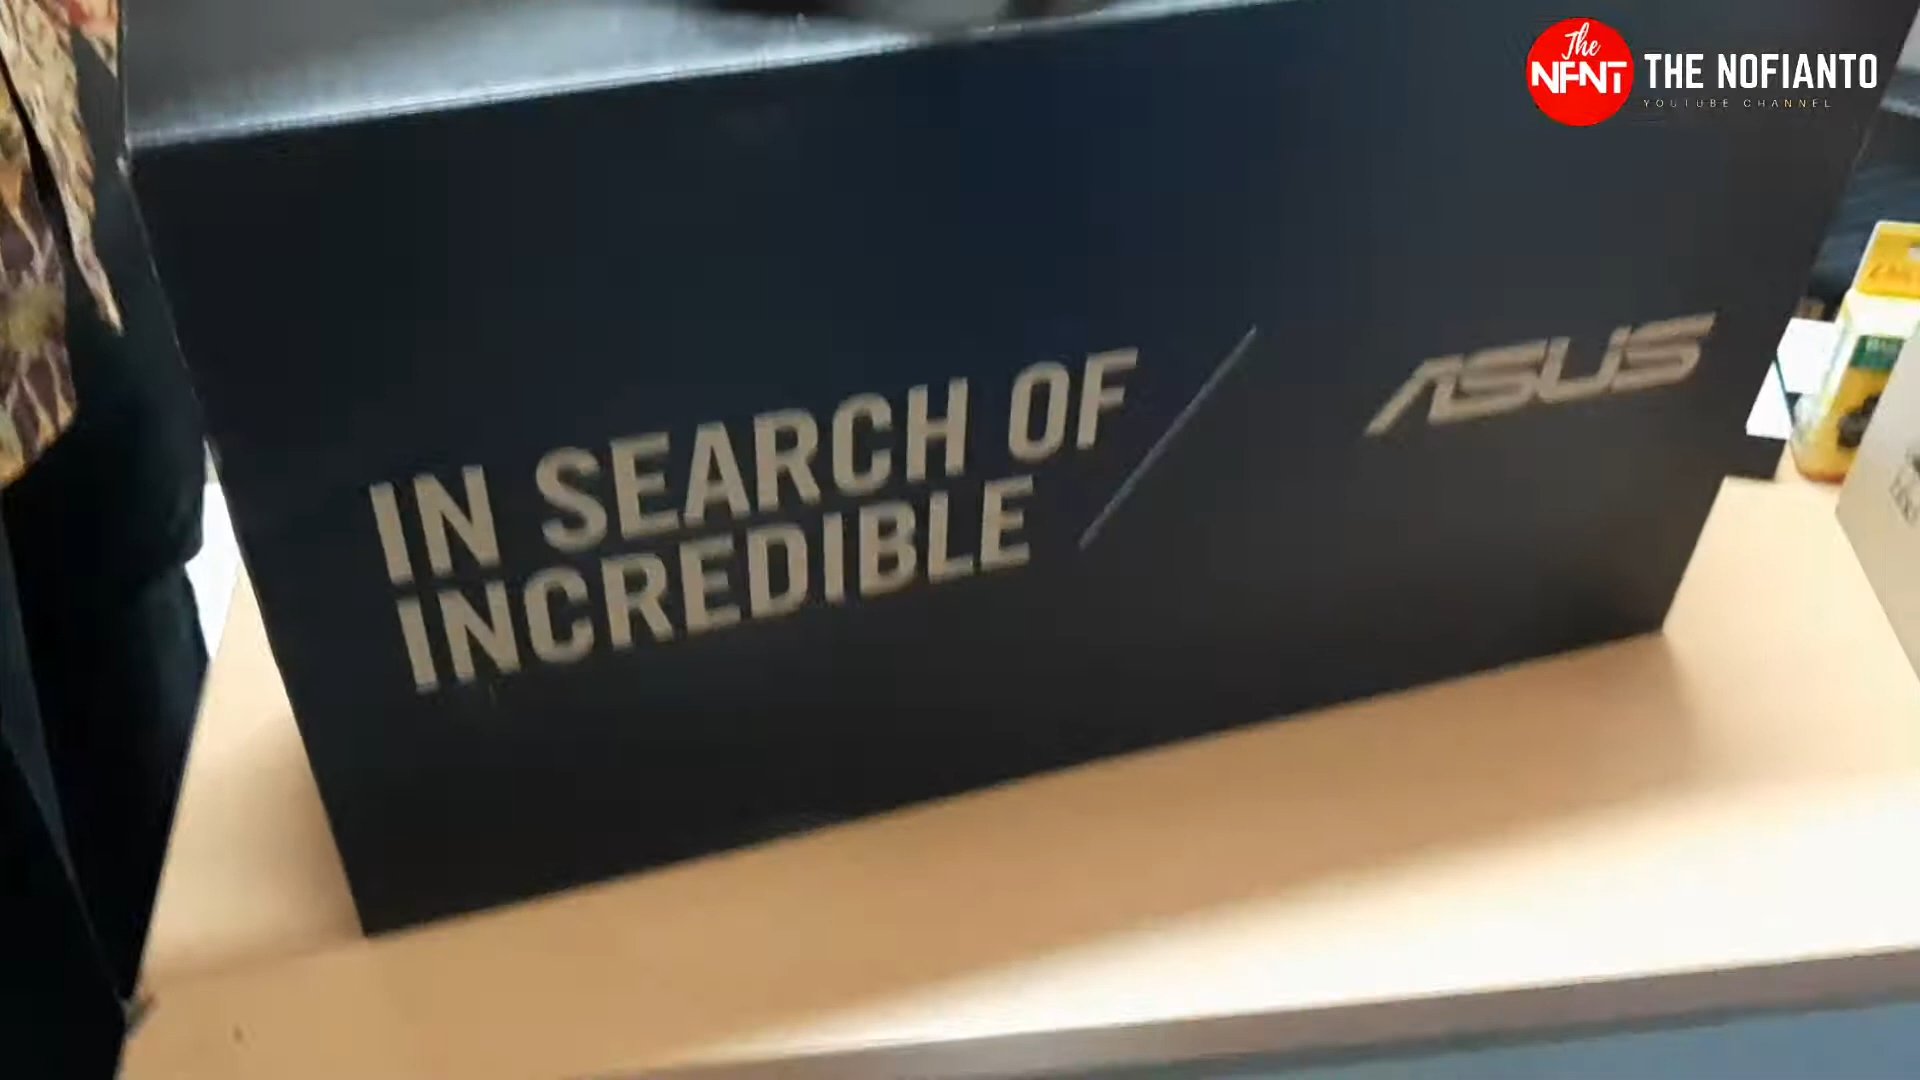 The
NFNT
THE NOFIANTO
YOUTUBE CHANNEL
IN SEARCH OF
INCREDIBLE
ASUS